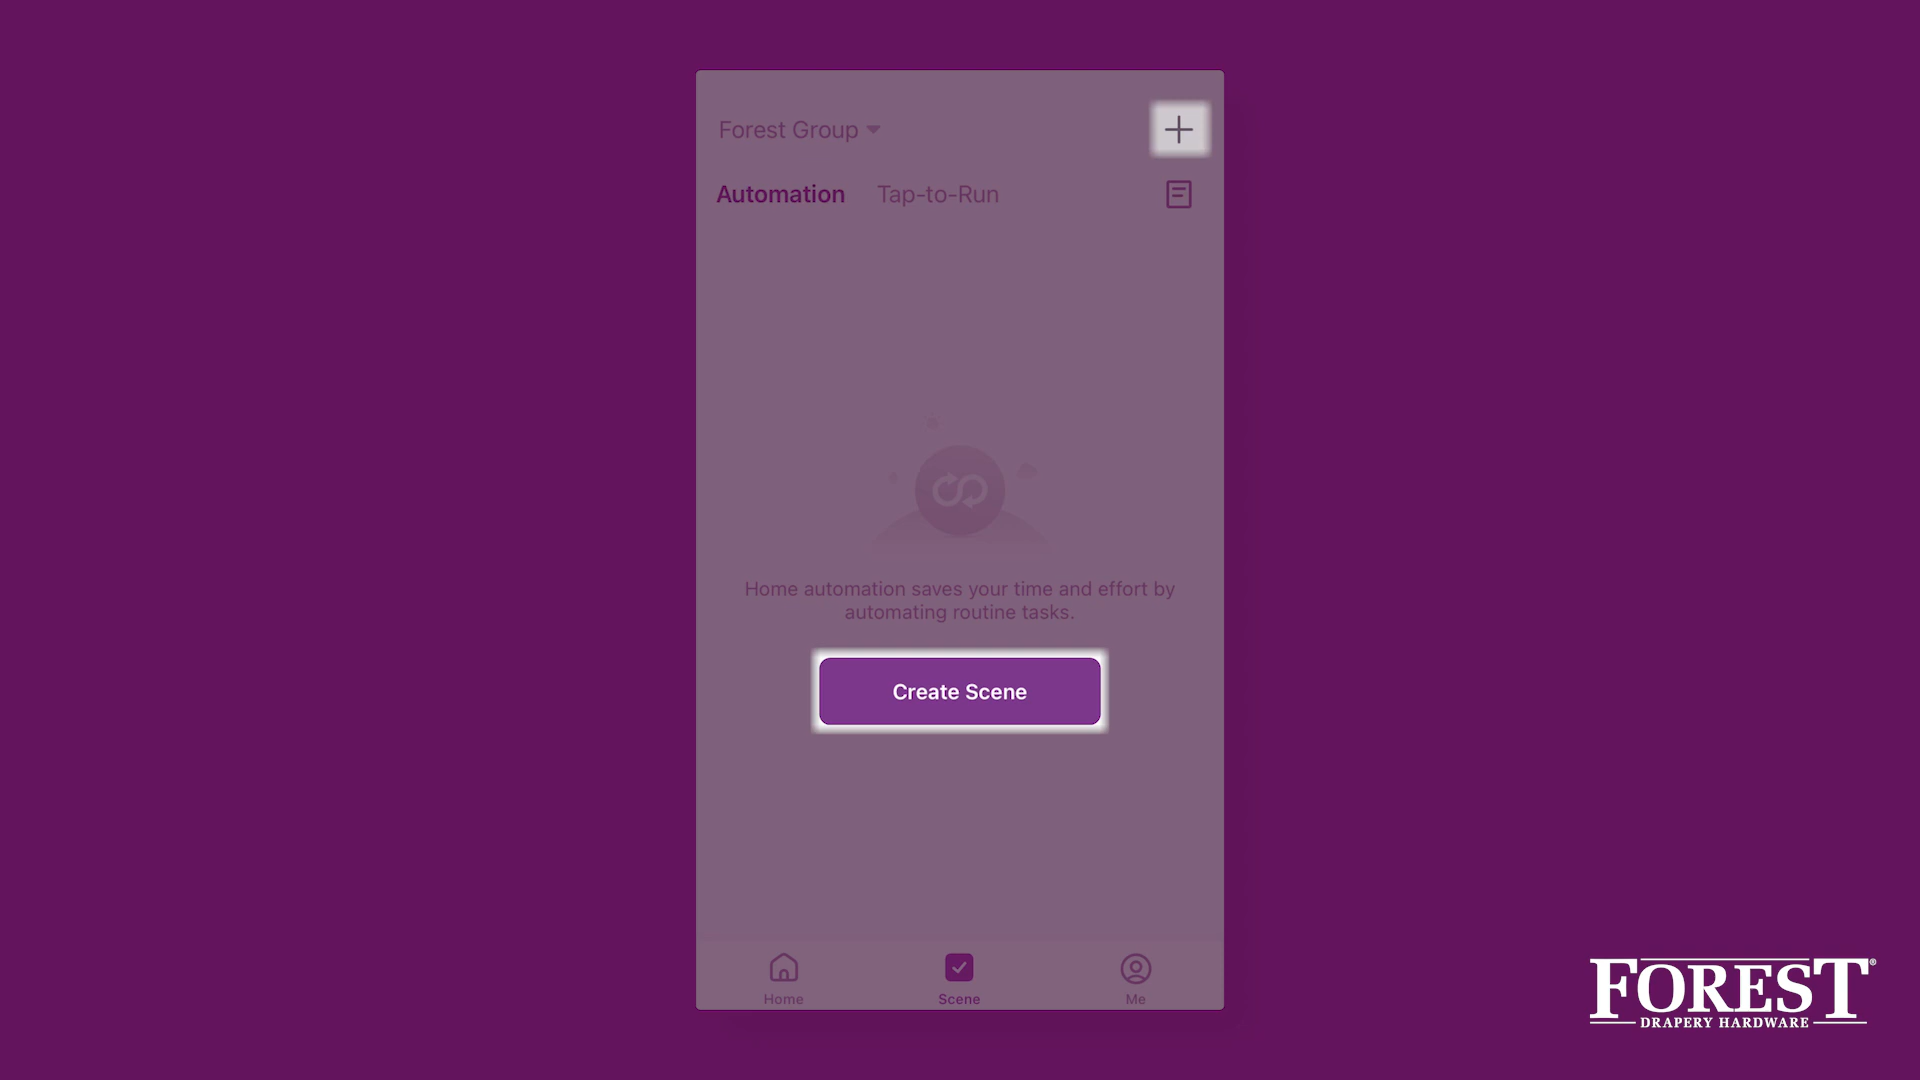 Forest Group
Automation Tap-to-Run
Home automation saves your time and effort by
automating routine tasks.
Create Scene
Home Scene Me
FOREST®
DRAPERY HARDWARE